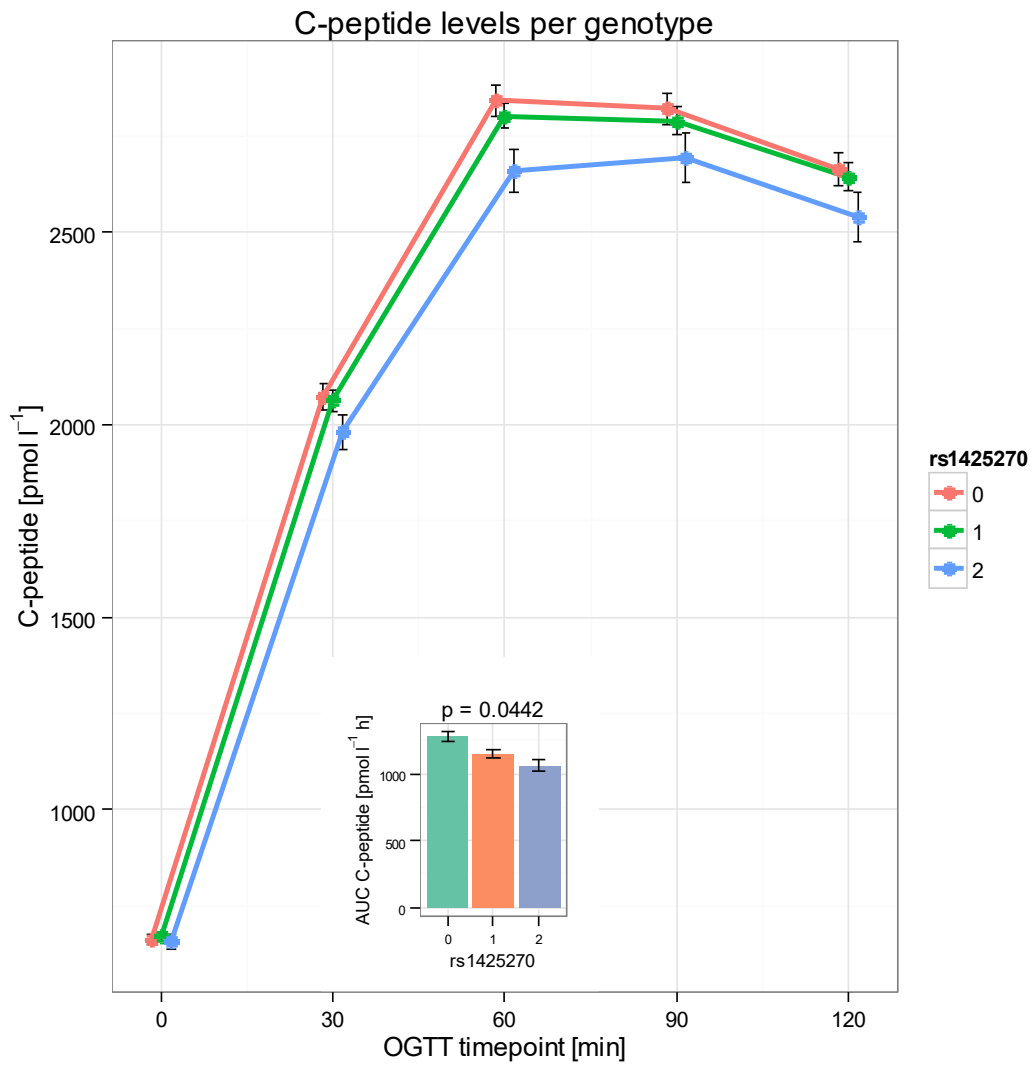 C-peptide levels per genotype
C-peptide [pmol l⁻¹]
2500
2000
1500
1000
rs1425270
0
1
2
p = 0.0442
AUC C-peptide [pmol l⁻¹ h]
1000
500
0
0 1 2
rs1425270
0 30 60 90 120
OGTT timepoint [min]